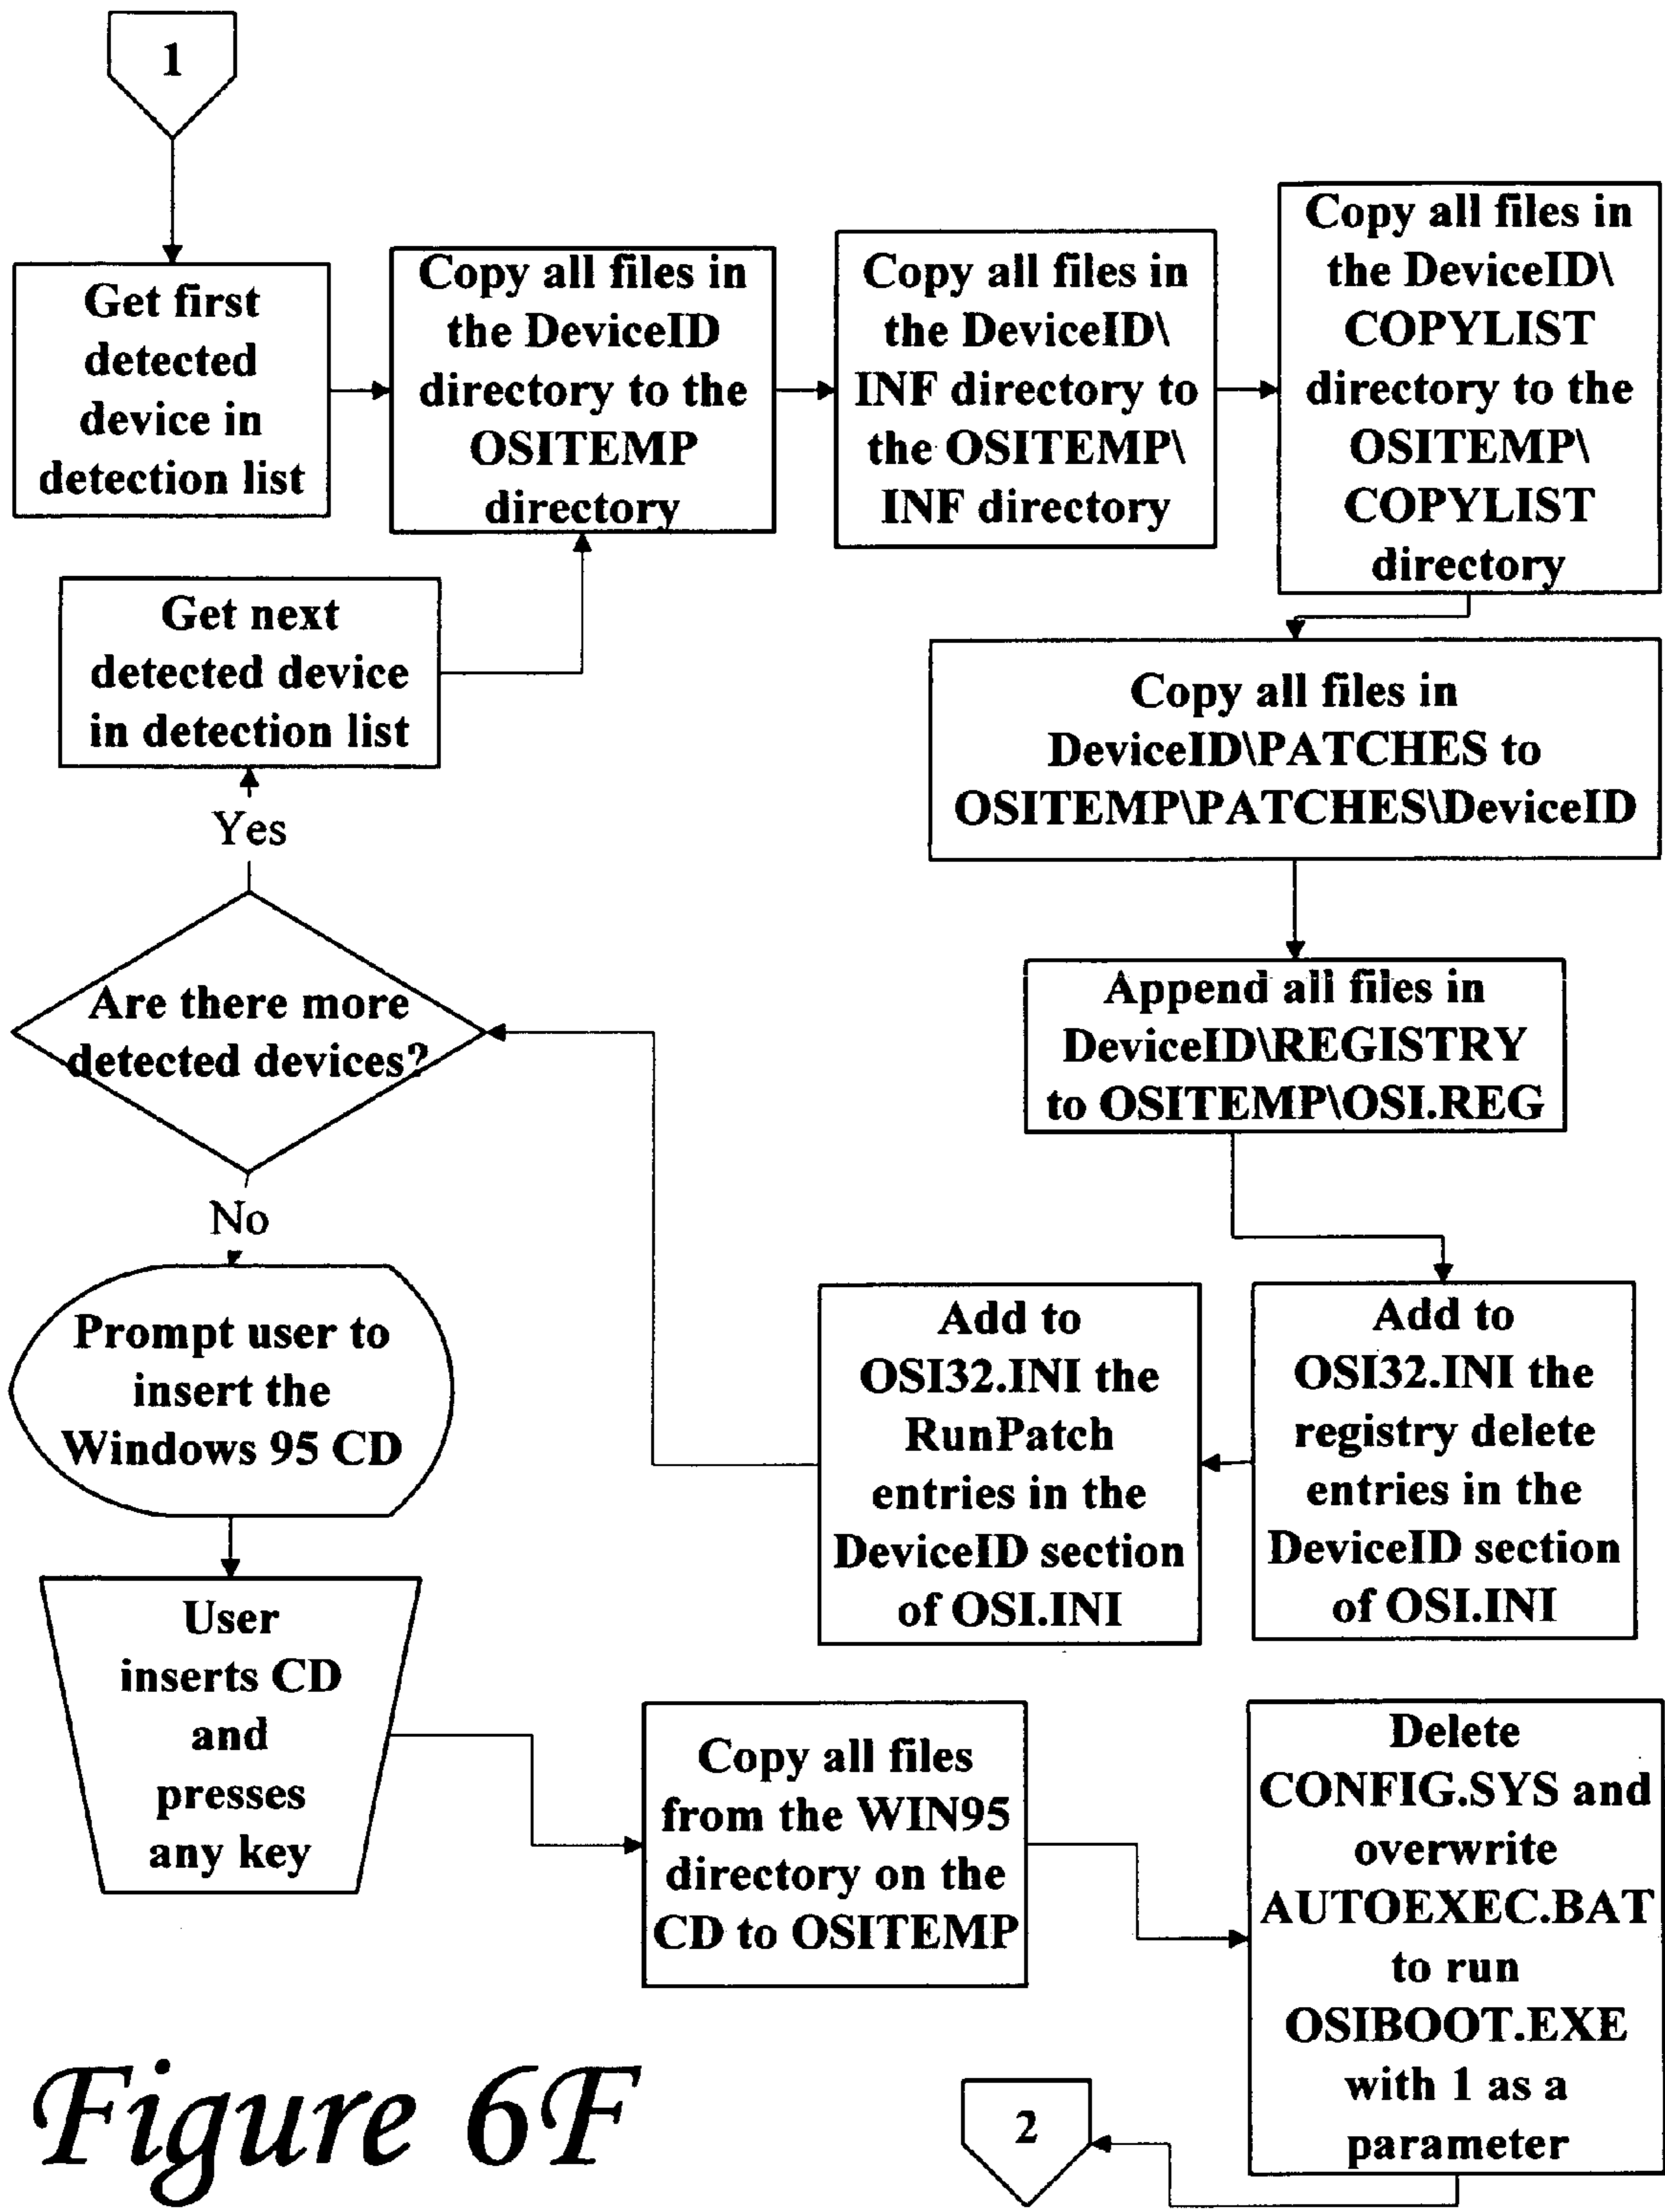 1
Get first
detected
device in
detection list
Copy all files in
the DeviceID
directory to the
OSITEMP
directory
Copy all files in
the DeviceID\
INF directory to
the OSITEMP\
INF directory
Copy all files in
the DeviceID\
COPYLIST
directory to the
OSITEMP\
COPYLIST
directory
Copy all files in
DeviceID\PATCHES to
OSITEMP\PATCHES\DeviceID
Append all files in
DeviceID\REGISTRY
to OSITEMP\OSI.REG
Add to
OSI32.INI the
registry delete
entries in the
DeviceID section
of OSI.INI
Add to
OSI32.INI the
RunPatch
entries in the
DeviceID section
of OSI.INI
Are there more
detected devices?
Yes
Get next
detected device
in detection list
No
Prompt user to
insert the
Windows 95 CD
User
inserts CD
and
presses
any key
Copy all files
from the WIN95
directory on the
CD to OSITEMP
Delete
CONFIG.SYS and
overwrite
AUTOEXEC.BAT
to run
OSIBOOT.EXE
with 1 as a
parameter
2
Figure 6F